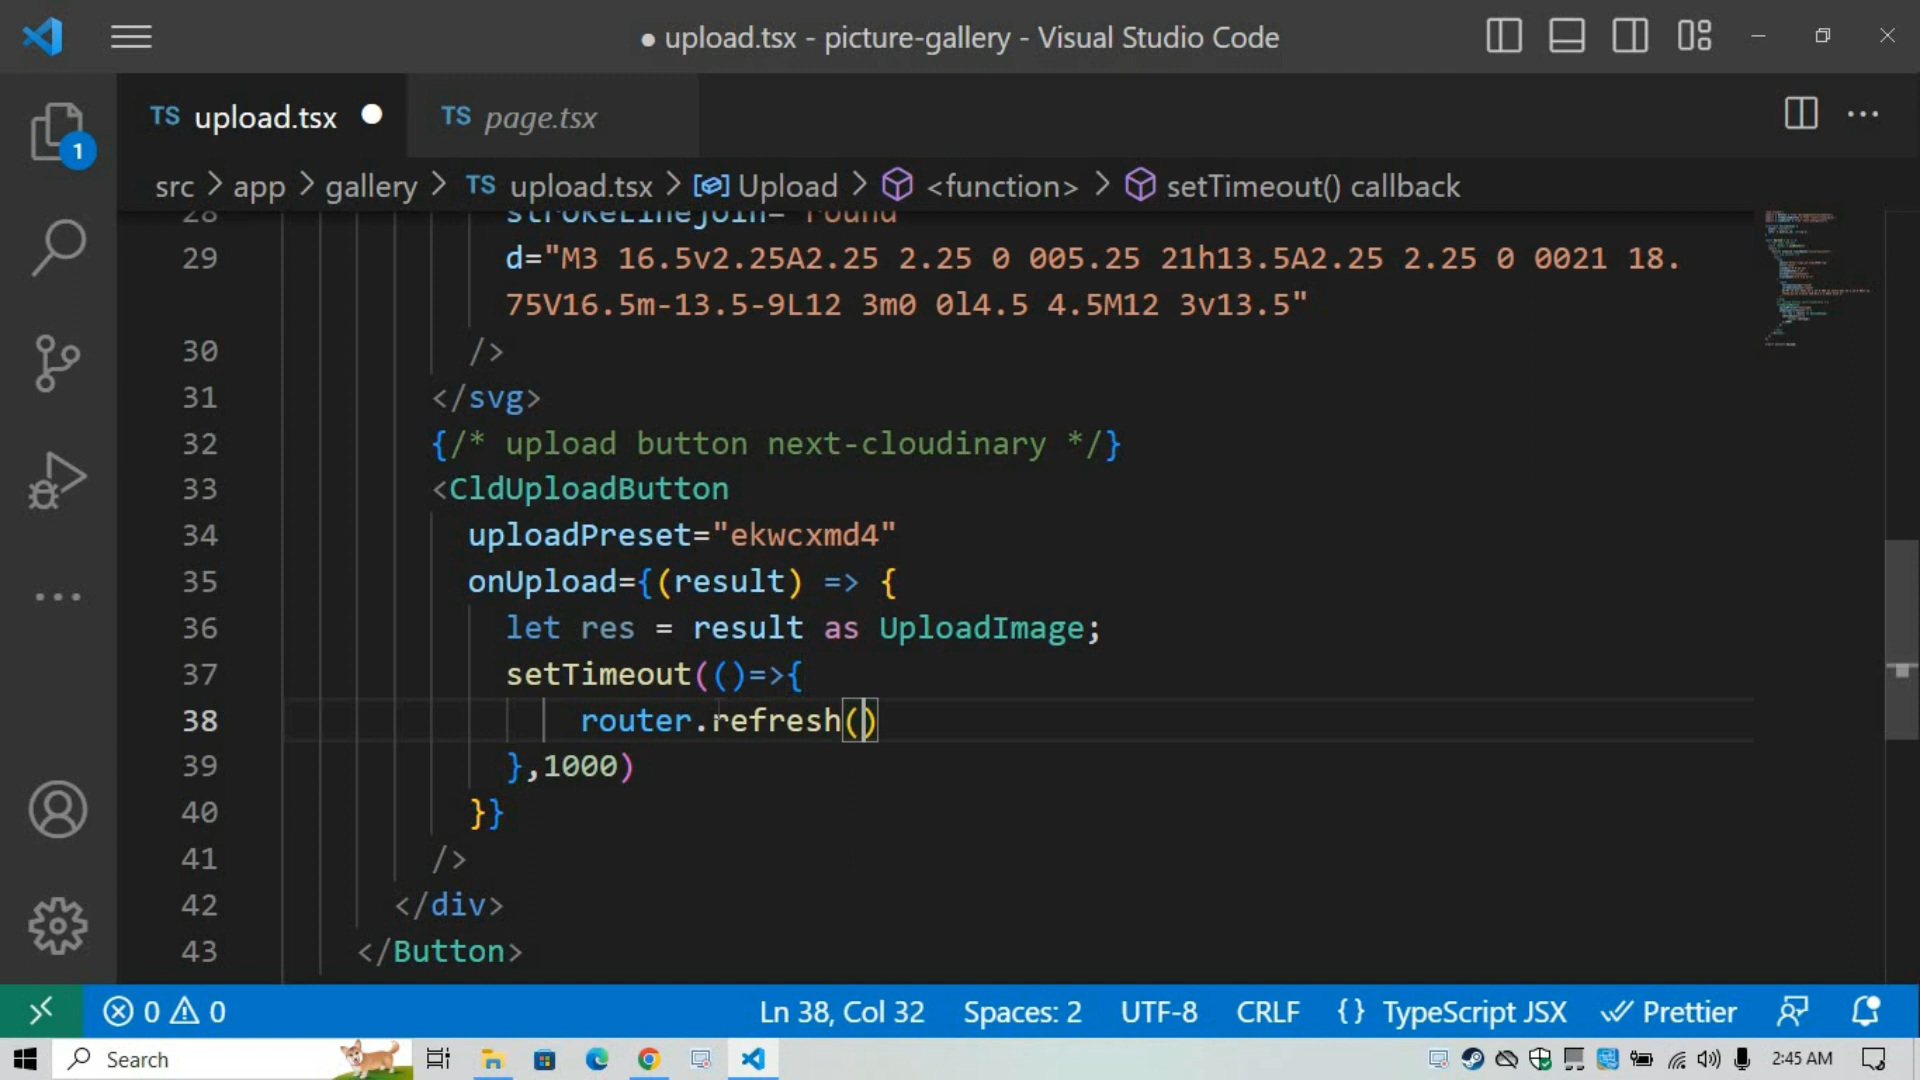 upload.tsx - picture-gallery - Visual Studio Code
TS upload.tsx
TS page.tsx
1
src > app > gallery > TS upload.tsx > Upload > <function> > setTimeout() callback
28 strokeLinejoin="round"
29 d="M3 16.5v2.25A2.25 2.25 0 005.25 21h13.5A2.25 2.25 0 0021 18.
75V16.5m-13.5-9L12 3m0 0l4.5 4.5M12 3v13.5"
30 />
31 </svg>
32 {/* upload button next-cloudinary */}
33 <CldUploadButton
34 uploadPreset="ekwcxmd4"
35 onUpload={(result) => {
36 let res = result as UploadImage;
37 setTimeout(()=>{
38 router.refresh()
39 },1000)
40 }}
41 />
42 </div>
43 </Button>
0 0
Ln 38, Col 32
Spaces: 2
UTF-8
CRLF
{ } TypeScript JSX
Prettier
Search
2:45 AM